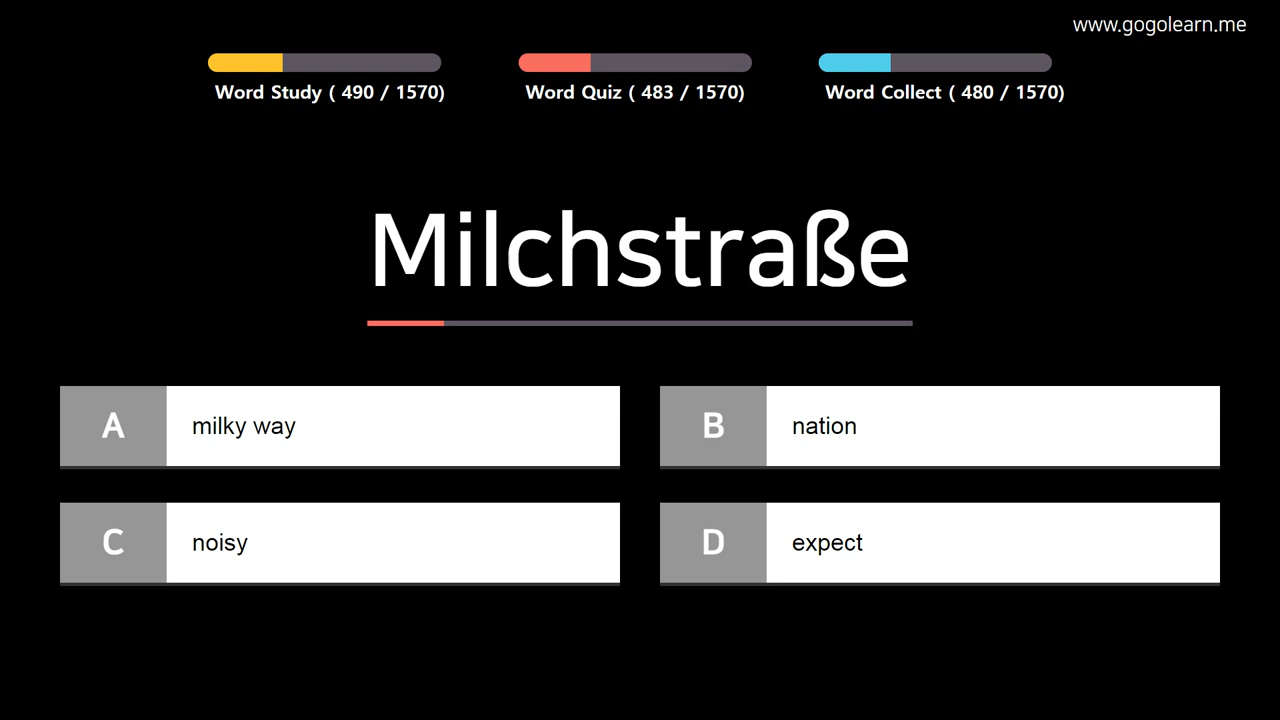 www.gogolearn.me
Word Study ( 490 / 1570)
Word Quiz ( 483 / 1570)
Word Collect ( 480 / 1570)
Milchstraße
A milky way
B nation
C noisy
D expect